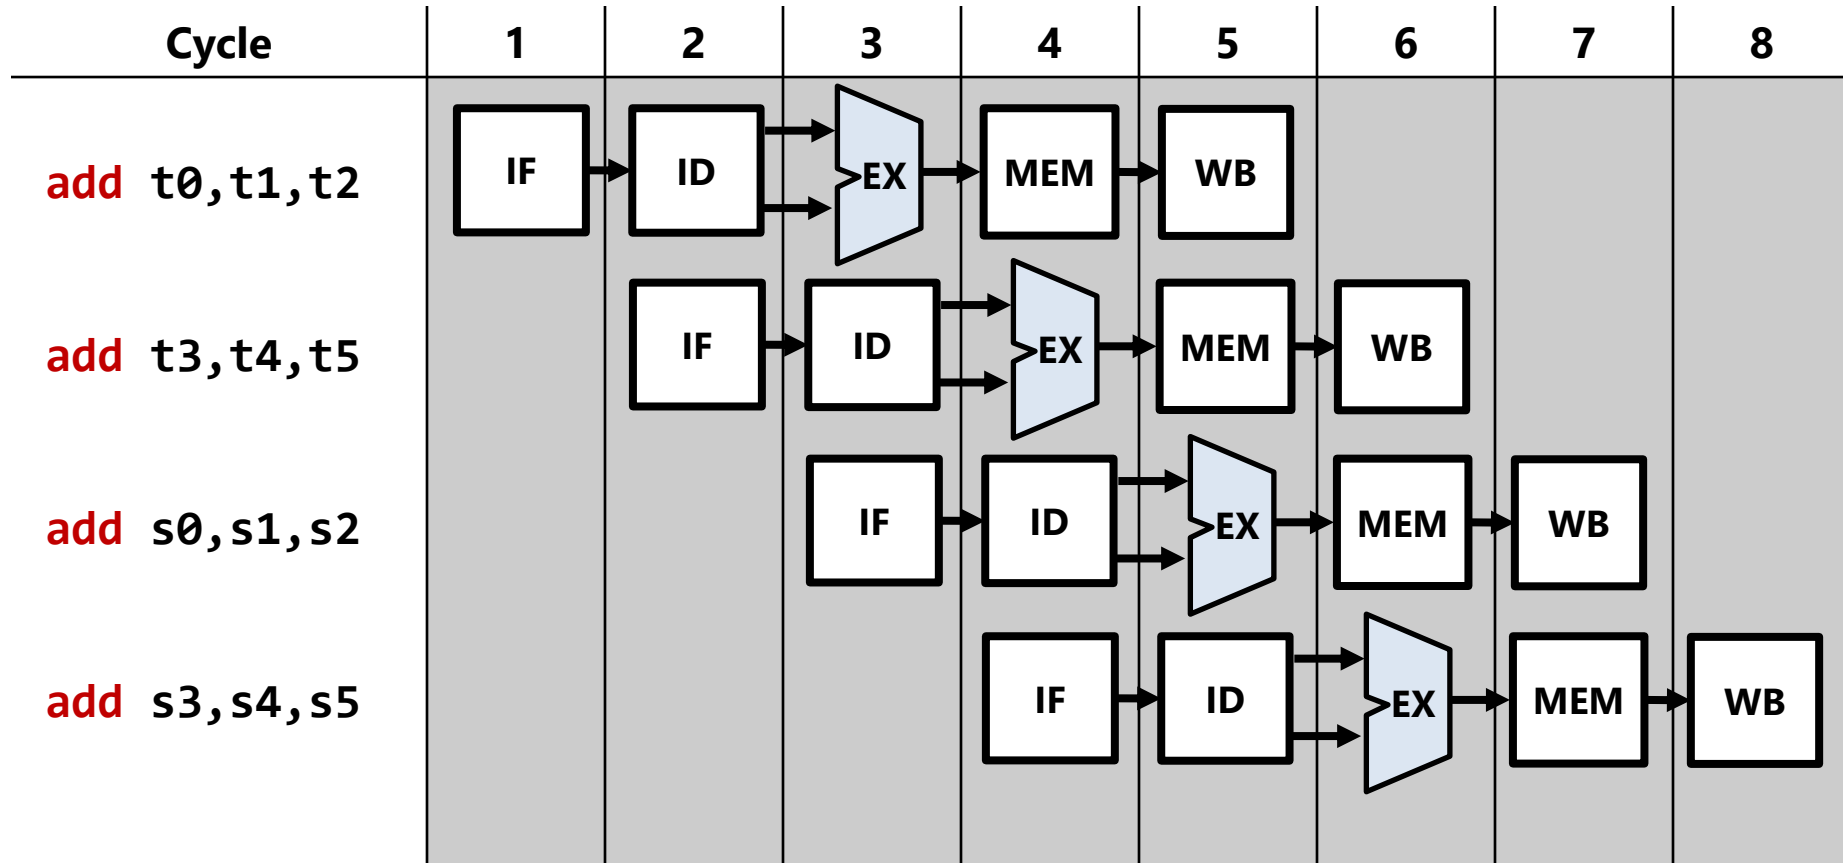 Cycle 1 2 3 4 5 6 7 8
add t0,t1,t2 IF ID EX MEM WB
add t3,t4,t5 IF ID EX MEM WB
add s0,s1,s2 IF ID EX MEM WB
add s3,s4,s5 IF ID EX MEM WB